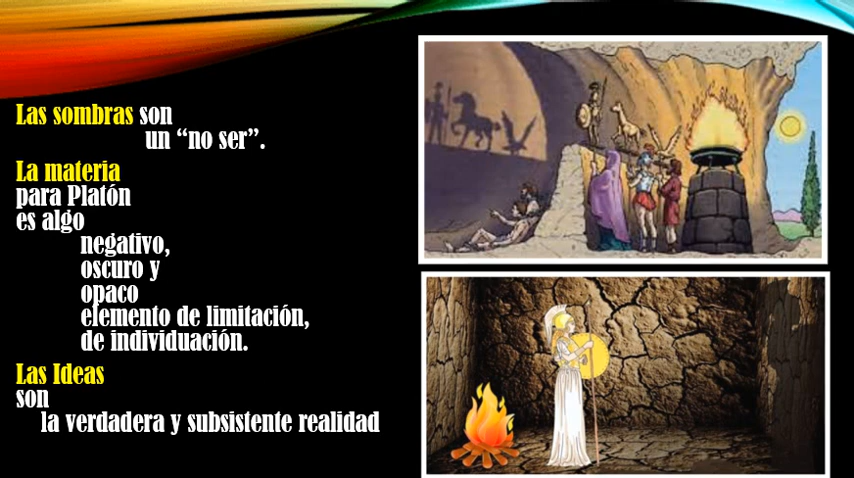 Las sombras son
un “no ser”.
La materia
para Platón
es algo
negativo,
oscuro y
opaco
elemento de limitación,
de individuación.
Las Ideas
son
la verdadera y subsistente realidad